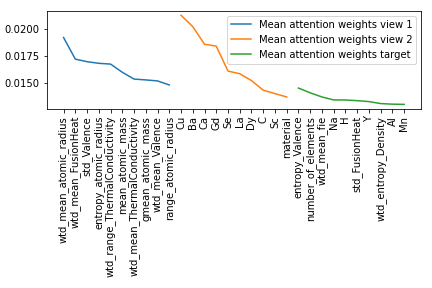 Mean attention weights view 1
Mean attention weights view 2
Mean attention weights target
0.0200
0.0175
0.0150
wtd_mean_atomic_radius
wtd_mean_FusionHeat
std_Valence
entropy_atomic_radius
wtd_range_ThermalConductivity
mean_atomic_mass
wtd_mean_ThermalConductivity
gmean_atomic_mass
wtd_mean_Valence
range_atomic_radius
Cu
Ba
Ca
Gd
Se
La
Dy
C
Sc
material
entropy_Valence
number_of_elements
wtd_mean_fie
Na
H
std_FusionHeat
Y
wtd_entropy_Density
Al
Mn